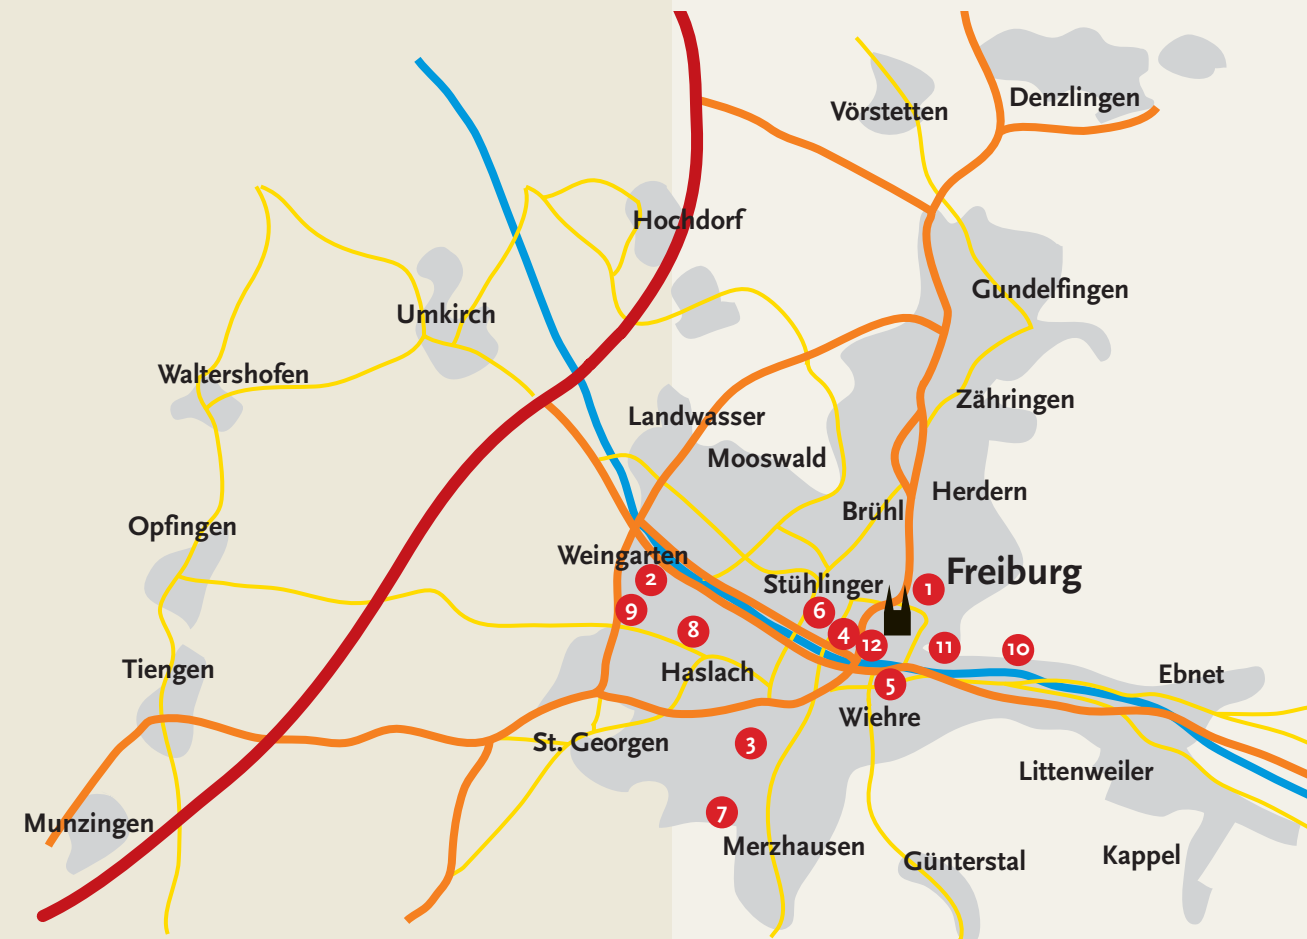 Denzlingen
Vörstetten
Hochdorf
Gundelfingen
Umkirch
Waltershofen
Zähringen
Landwasser
Mooswald
Herdern
Brühl
Opfingen
Weingarten
Freiburg
Stühlinger
2
1
9
6
8
4
12
11
10
Tiengen
Haslach
Ebnet
5
Wiehre
St. Georgen
3
Littenweiler
7
Munzingen
Merzhausen
Günterstal
Kappel